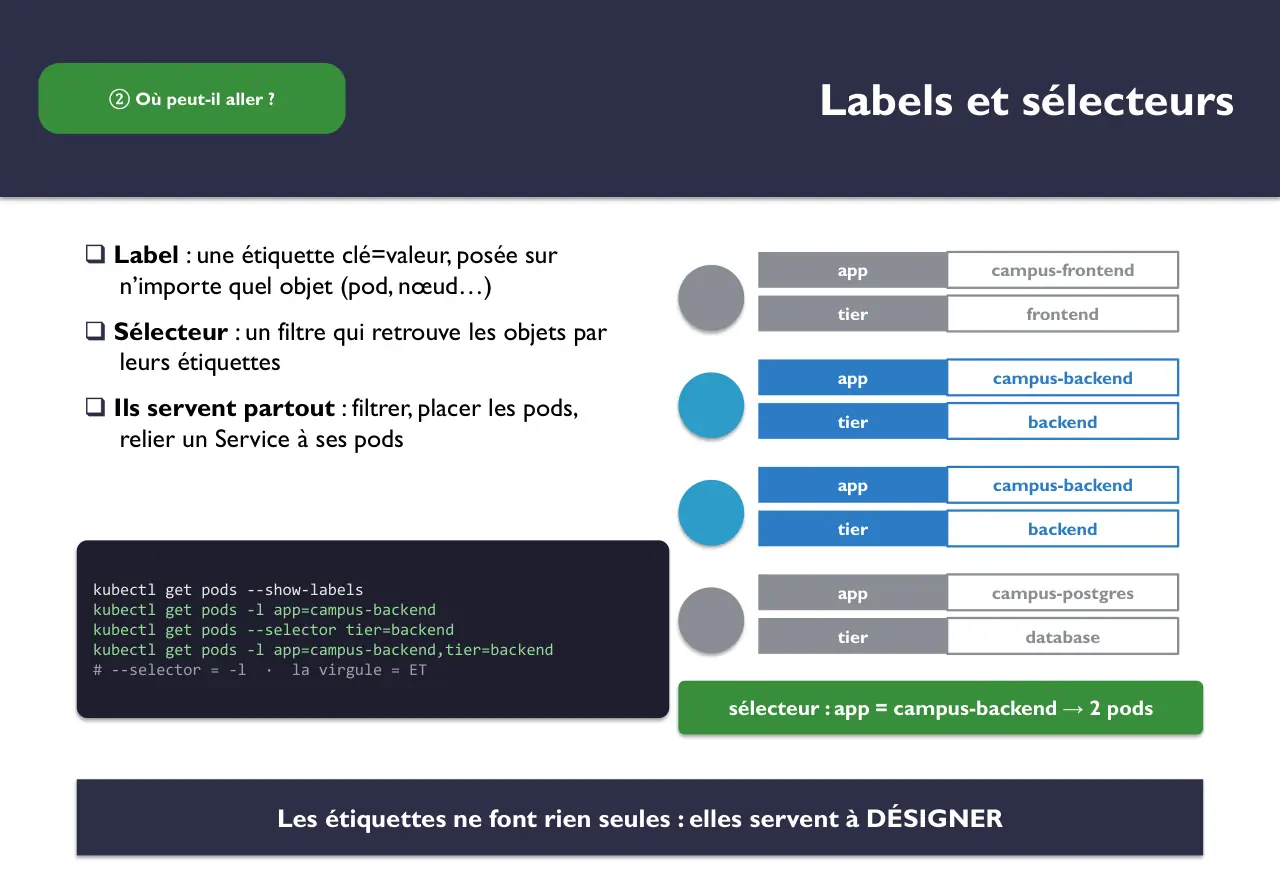 ② Où peut-il aller ?
Labels et sélecteurs
❑ Label : une étiquette clé=valeur, posée sur
n’importe quel objet (pod, nœud…)
❑ Sélecteur : un filtre qui retrouve les objets par
leurs étiquettes
❑ Ils servent partout : filtrer, placer les pods,
relier un Service à ses pods
kubectl get pods --show-labels
kubectl get pods -l app=campus-backend
kubectl get pods --selector tier=backend
kubectl get pods -l app=campus-backend,tier=backend
# --selector = -l · la virgule = ET
app campus-frontend
tier frontend
app campus-backend
tier backend
app campus-backend
tier backend
app campus-postgres
tier database
sélecteur : app = campus-backend → 2 pods
Les étiquettes ne font rien seules : elles servent à DÉSIGNER